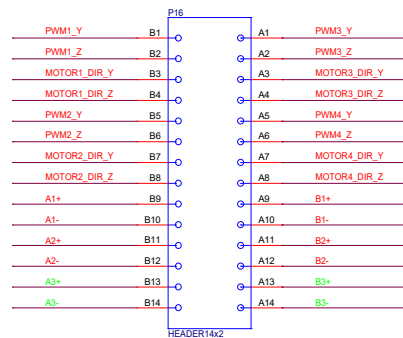 P16
PWM1_Y B1 A1 PWM3_Y
PWM1_Z B2 A2 PWM3_Z
MOTOR1_DIR_Y B3 A3 MOTOR3_DIR_Y
MOTOR1_DIR_Z B4 A4 MOTOR3_DIR_Z
PWM2_Y B5 A5 PWM4_Y
PWM2_Z B6 A6 PWM4_Z
MOTOR2_DIR_Y B7 A7 MOTOR4_DIR_Y
MOTOR2_DIR_Z B8 A8 MOTOR4_DIR_Z
A1+ B9 A9 B1+
A1- B10 A10 B1-
A2+ B11 A11 B2+
A2- B12 A12 B2-
A3+ B13 A13 B3+
A3- B14 A14 B3-
HEADER14x2